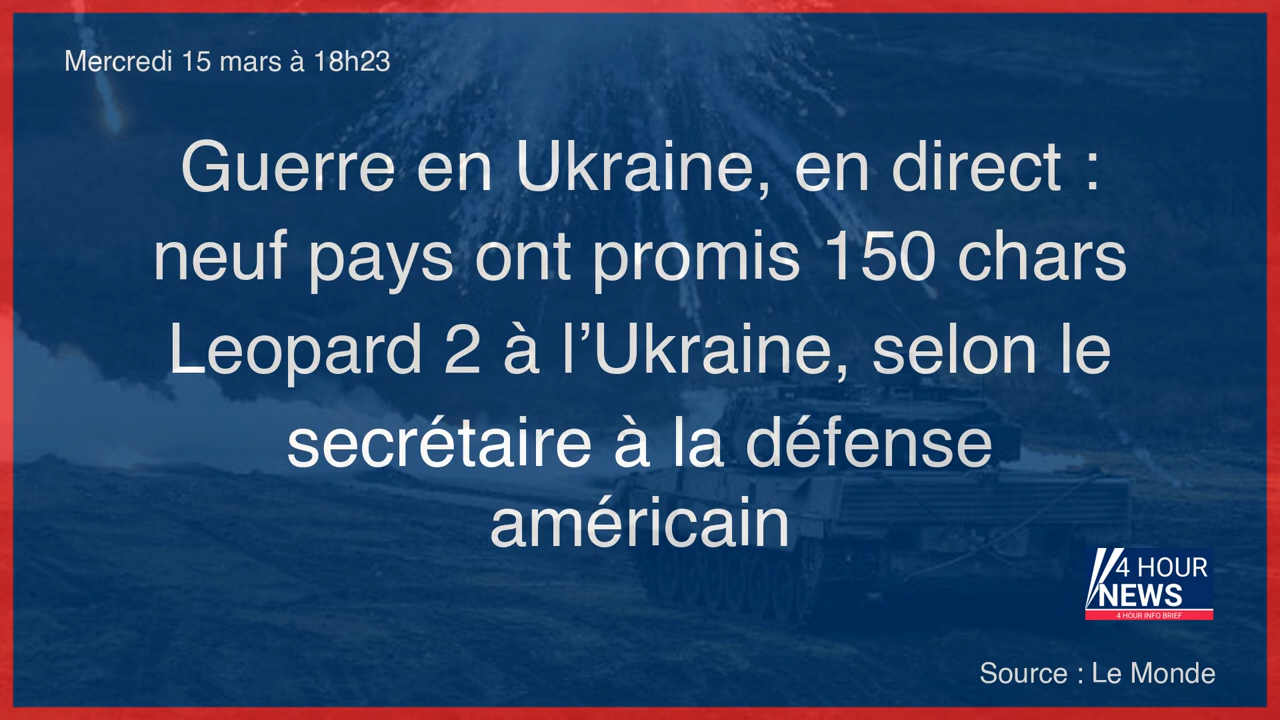 Mercredi 15 mars à 18h23
Guerre en Ukraine, en direct :
neuf pays ont promis 150 chars
Leopard 2 à l’Ukraine, selon le
secrétaire à la défense
américain
4 HOUR
NEWS
4 HOUR INFO BRIEF
Source : Le Monde